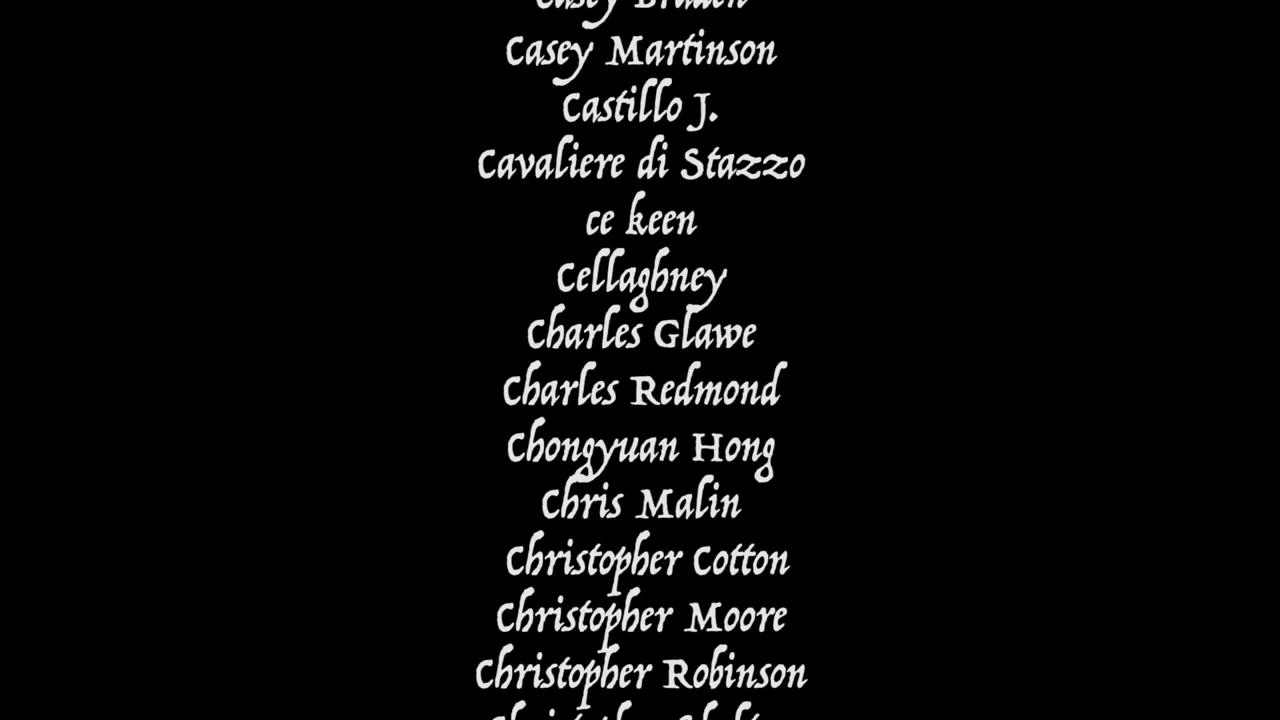 Casey Martinson
Castillo J.
Cavaliere di Stazzo
ce keen
Cellaghney
Charles Glawe
Charles Redmond
Chongyuan Hong
Chris Malin
Christopher Cotton
Christopher Moore
Christopher Robinson